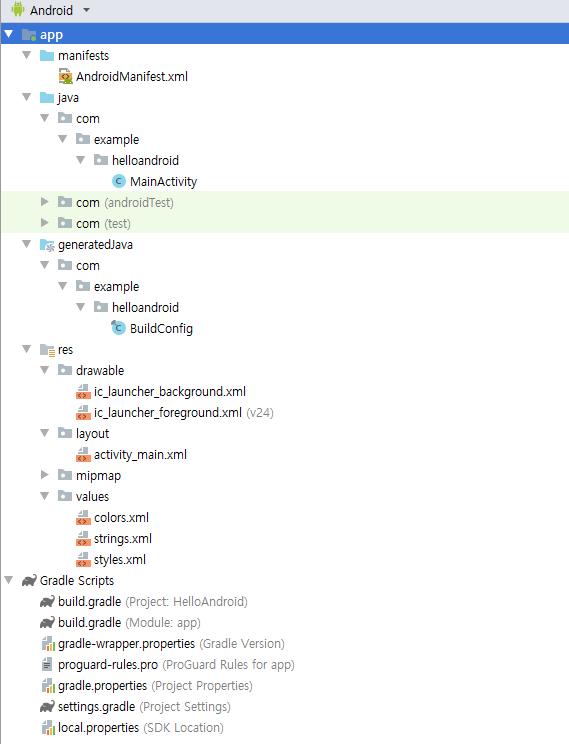 Android
app
manifests
AndroidManifest.xml
java
com
example
helloandroid
MainActivity
com (androidTest)
com (test)
generatedJava
com
example
helloandroid
BuildConfig
res
drawable
ic_launcher_background.xml
ic_launcher_foreground.xml (v24)
layout
activity_main.xml
mipmap
values
colors.xml
strings.xml
styles.xml
Gradle Scripts
build.gradle (Project: HelloAndroid)
build.gradle (Module: app)
gradle-wrapper.properties (Gradle Version)
proguard-rules.pro (ProGuard Rules for app)
gradle.properties (Project Properties)
settings.gradle (Project Settings)
local.properties (SDK Location)